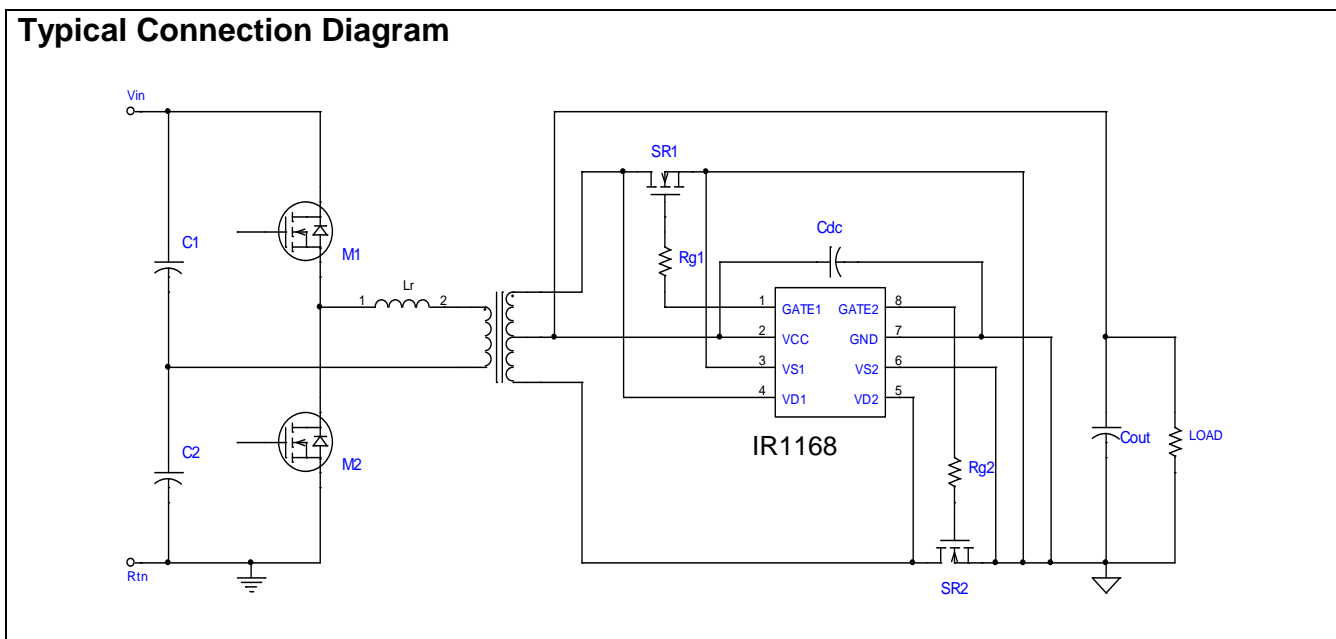 Typical Connection Diagram
Vin
SR1
Cdc
C1
M1
Rg1
Lr
1
2
1
GATE1
GATE2
8
2
VCC
GND
7
3
VS1
VS2
6
4
VD1
VD2
5
IR1168
C2
M2
Rg2
Cout
LOAD
Rtn
SR2